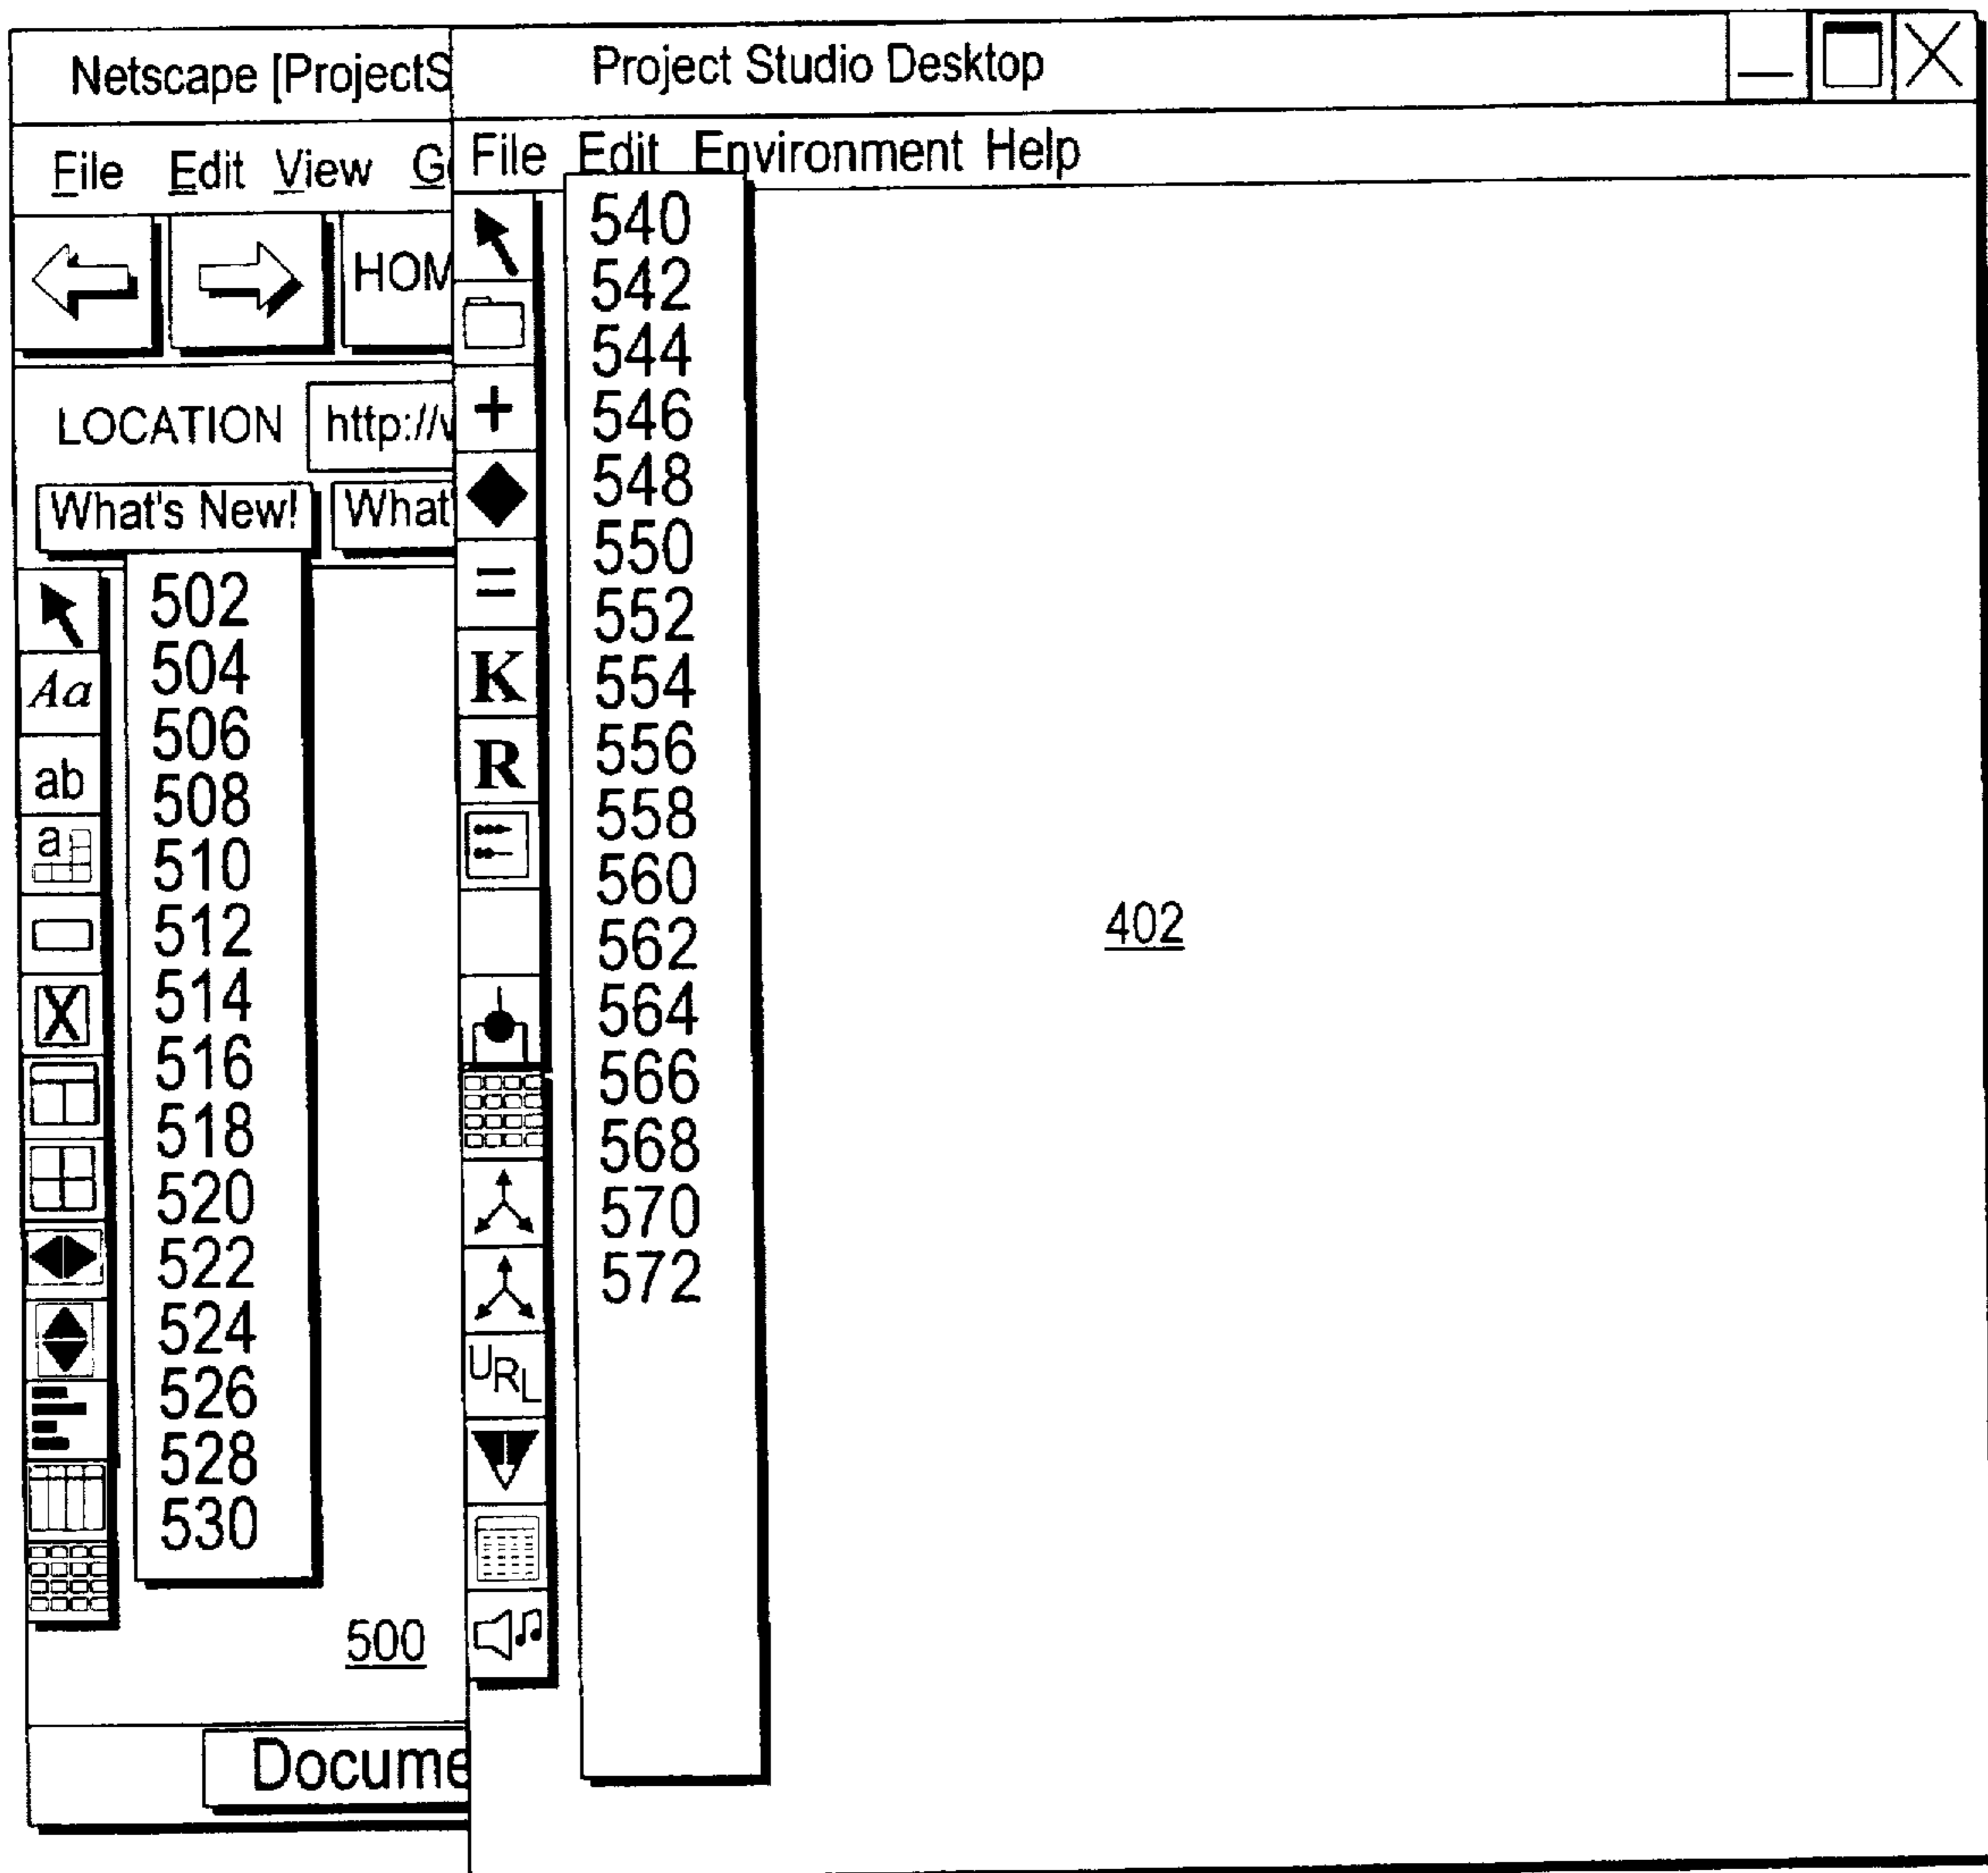 Netscape [ProjectS
File Edit View G
HOM
LOCATION http://
What's New! What
Aa
ab
a
X
502
504
506
508
510
512
514
516
518
520
522
524
526
528
530
500
Docume
Project Studio Desktop
File Edit Environment Help
+
=
K
R
URL
540
542
544
546
548
550
552
554
556
558
560
562
564
566
568
570
572
402